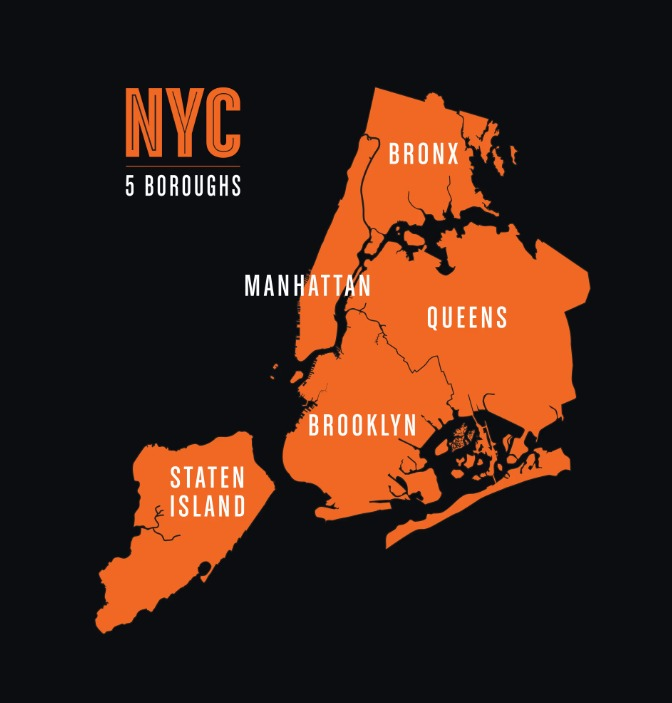 NYC
5 BOROUGHS
BRONX
MANHATTAN
QUEENS
BROOKLYN
STATEN
ISLAND